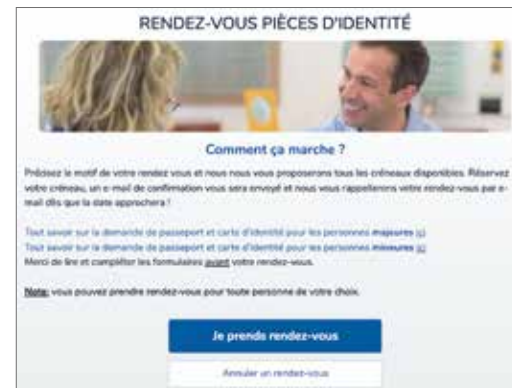 RENDEZ-VOUS PIÈCES D'IDENTITÉ
Comment ça marche ?
Précisez le motif de votre rendez vous et nous nous vous proposerons tous les créneaux disponibles. Réservez
votre créneau, un e-mail de confirmation vous sera envoyé et nous vous rappellerons votre rendez-vous par e-
mail dès que la date approchera !
Tout savoir sur la demande de passeport et carte d'identité pour les personnes majeures ici
Tout savoir sur la demande de passeport et carte d'identité pour les personnes mineures ici
Merci de lire et compléter les formulaires avant votre rendez-vous.
Note: vous pouvez prendre rendez-vous pour toute personne de votre choix.
Je prends rendez-vous
Annuler un rendez-vous